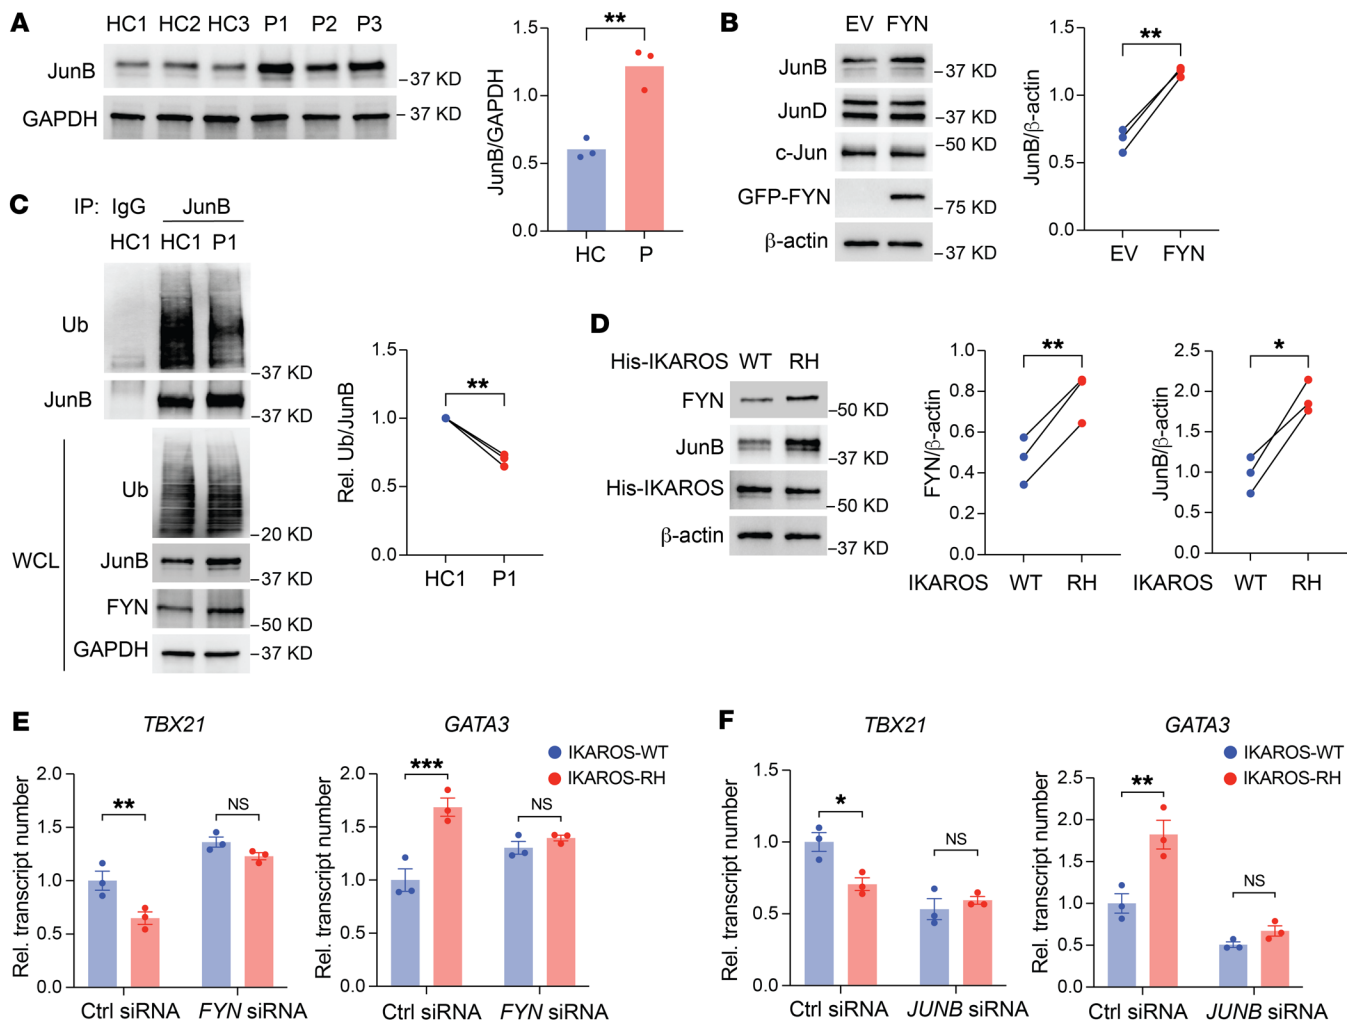 A
HC1 HC2 HC3 P1 P2 P3
JunB
–37 KD
GAPDH
–37 KD
JunB/GAPDH
1.5
1.0
0.5
0.0
**
HC P
B
EV FYN
JunB
–37 KD
JunD
–37 KD
c-Jun
–50 KD
GFP-FYN
–75 KD
β-actin
–37 KD
JunB/β-actin
1.5
1.0
0.5
0.0
**
EV FYN
C
IP: IgG JunB
HC1 HC1 P1
Ub
–37 KD
JunB
–37 KD
WCL
Ub
–20 KD
JunB
–37 KD
FYN
–50 KD
GAPDH
–37 KD
Rel. Ub/JunB
1.5
1.0
0.5
0.0
**
HC1 P1
D
His-IKAROS WT RH
FYN
–50 KD
JunB
–37 KD
His-IKAROS
–50 KD
β-actin
–37 KD
FYN/β-actin
1.0
0.8
0.6
0.4
0.2
0.0
**
IKAROS WT RH
JunB/β-actin
2.5
2.0
1.5
1.0
0.5
0.0
*
IKAROS WT RH
E
TBX21
Rel. transcript number
2.0
1.5
1.0
0.5
0.0
**
NS
Ctrl siRNA FYN siRNA
GATA3
IKAROS-WT
IKAROS-RH
Rel. transcript number
2.0
1.5
1.0
0.5
0.0
***
NS
Ctrl siRNA FYN siRNA
F
TBX21
Rel. transcript number
1.5
1.0
0.5
0.0
*
NS
Ctrl siRNA JUNB siRNA
GATA3
IKAROS-WT
IKAROS-RH
Rel. transcript number
2.5
2.0
1.5
1.0
0.5
0.0
**
NS
Ctrl siRNA JUNB siRNA